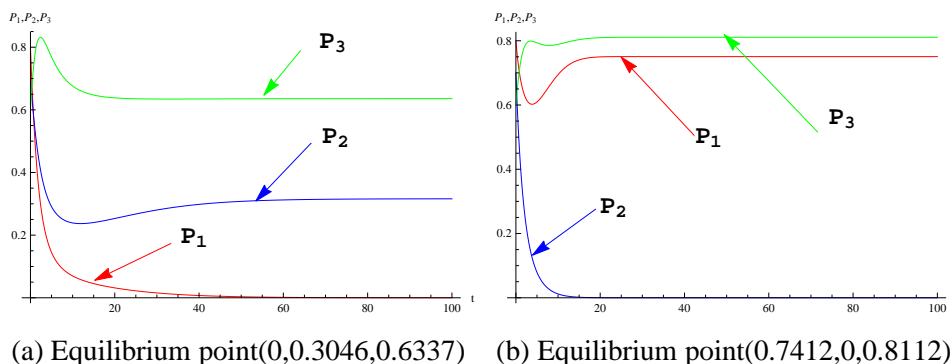 P1,P2,P3
0.8
0.6
0.4
0.2
20 40 60 80 100 t
P3
P2
P1
(a) Equilibrium point(0,0.3046,0.6337)
P1,P2,P3
0.8
0.6
0.4
0.2
20 40 60 80 100
P3
P1
P2
(b) Equilibrium point(0.7412,0,0.8112)